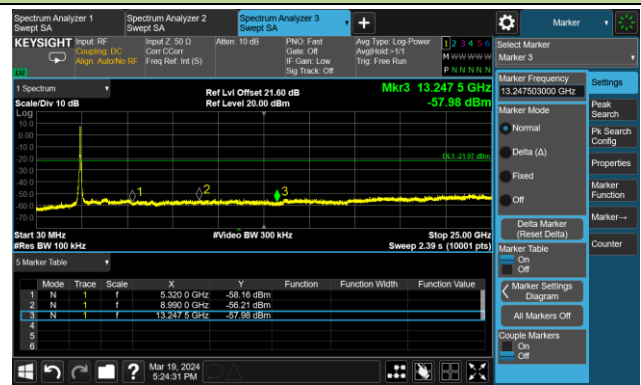 Spectrum Analyzer 1
Swept SA
Spectrum Analyzer 2
Swept SA
Spectrum Analyzer 3
Swept SA
Marker
KEYSIGHT
Input: RF
Coupling: DC
Align: Auto/No RF
Input Z: 50 Ω
Corr CCorr
Freq Ref: Int (S)
Atten: 10 dB
PNO: Fast
Gate: Off
IF Gain: Low
Sig Track: Off
Avg Type: Log-Power
Avg|Hold:>1/1
Trig: Free Run
1 2 3 4 5 6
M W W W W W
P N N N N N
LW
Select Marker
Marker 3
1 Spectrum
Scale/Div 10 dB
Log
Ref Lvl Offset 21.60 dB
Ref Level 20.00 dBm
Mkr3 13.247 5 GHz
-57.98 dBm
10.0
0.00
-10.0
-20.0
-30.0
-40.0
-50.0
-60.0
-70.0
DL1 -21.97 dBm
1
2
3
Start 30 MHz
#Res BW 100 kHz
#Video BW 300 kHz
Stop 25.00 GHz
Sweep 2.39 s (10001 pts)
Marker Frequency
13.247503000 GHz
Marker Mode
Normal
Delta (Δ)
Fixed
Off
Delta Marker
(Reset Delta)
Marker Table
On
Off
Marker Settings
Diagram
All Markers Off
Couple Markers
On
Off
Settings
Peak
Search
Pk Search
Config
Properties
Marker
Function
Marker→
Counter
5 Marker Table
Mode Trace Scale X Y Function Function Width Function Value
1 N 1 f 5.320 0 GHz -58.16 dBm
2 N 1 f 8.990 0 GHz -56.21 dBm
3 N 1 f 13.247 5 GHz -57.98 dBm
4
5
6
Mar 19, 2024
5:24:31 PM